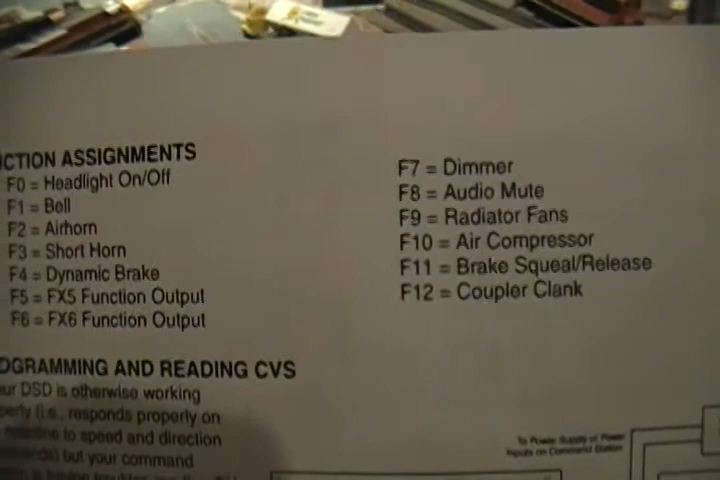 CTION ASSIGNMENTS
F0 = Headlight On/Off
F1 = Bell
F2 = Airhorn
F3 = Short Horn
F4 = Dynamic Brake
F5 = FX5 Function Output
F6 = FX6 Function Output
F7 = Dimmer
F8 = Audio Mute
F9 = Radiator Fans
F10 = Air Compressor
F11 = Brake Squeal/Release
F12 = Coupler Clank
OGRAMMING AND READING CVS
ur DSD is otherwise working
perly (i.e., responds properly on
to speed and direction
but your command
To Power Supply or Power
Inputs on Command Station